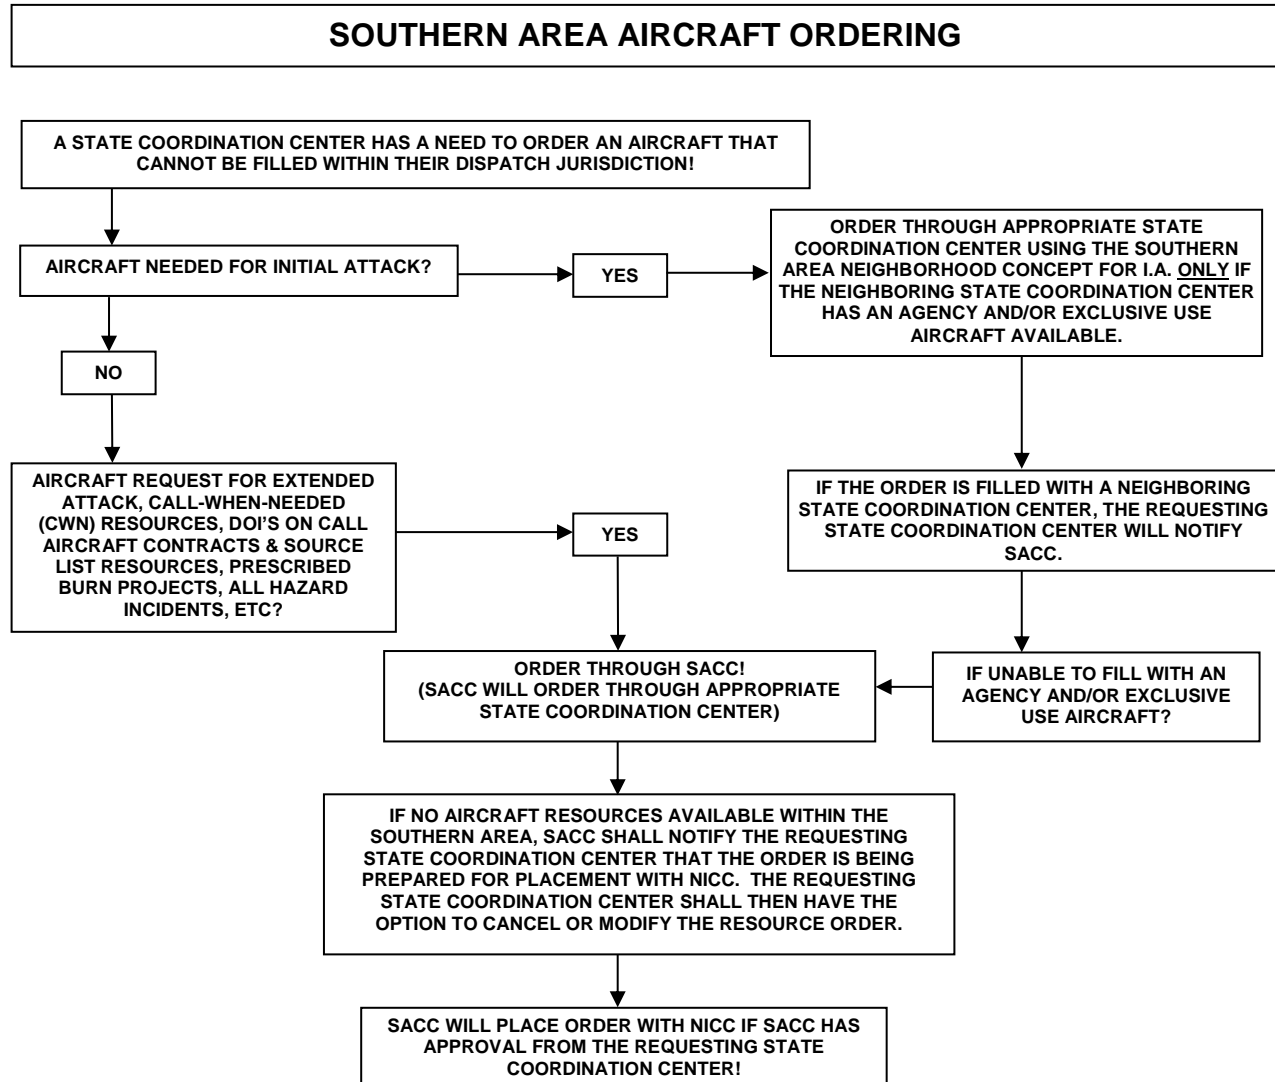 SOUTHERN AREA AIRCRAFT ORDERING
A STATE COORDINATION CENTER HAS A NEED TO ORDER AN AIRCRAFT THAT
CANNOT BE FILLED WITHIN THEIR DISPATCH JURISDICTION!
AIRCRAFT NEEDED FOR INITIAL ATTACK?
YES
ORDER THROUGH APPROPRIATE STATE
COORDINATION CENTER USING THE SOUTHERN
AREA NEIGHBORHOOD CONCEPT FOR I.A. ONLY IF
THE NEIGHBORING STATE COORDINATION CENTER
HAS AN AGENCY AND/OR EXCLUSIVE USE
AIRCRAFT AVAILABLE.
NO
AIRCRAFT REQUEST FOR EXTENDED
ATTACK, CALL-WHEN-NEEDED
(CWN) RESOURCES, DOI'S ON CALL
AIRCRAFT CONTRACTS & SOURCE
LIST RESOURCES, PRESCRIBED
BURN PROJECTS, ALL HAZARD
INCIDENTS, ETC?
YES
IF THE ORDER IS FILLED WITH A NEIGHBORING
STATE COORDINATION CENTER, THE REQUESTING
STATE COORDINATION CENTER WILL NOTIFY
SACC.
ORDER THROUGH SACC!
(SACC WILL ORDER THROUGH APPROPRIATE
STATE COORDINATION CENTER)
IF UNABLE TO FILL WITH AN
AGENCY AND/OR EXCLUSIVE
USE AIRCRAFT?
IF NO AIRCRAFT RESOURCES AVAILABLE WITHIN THE
SOUTHERN AREA, SACC SHALL NOTIFY THE REQUESTING
STATE COORDINATION CENTER THAT THE ORDER IS BEING
PREPARED FOR PLACEMENT WITH NICC.  THE REQUESTING
STATE COORDINATION CENTER SHALL THEN HAVE THE
OPTION TO CANCEL OR MODIFY THE RESOURCE ORDER.
SACC WILL PLACE ORDER WITH NICC IF SACC HAS
APPROVAL FROM THE REQUESTING STATE
COORDINATION CENTER!